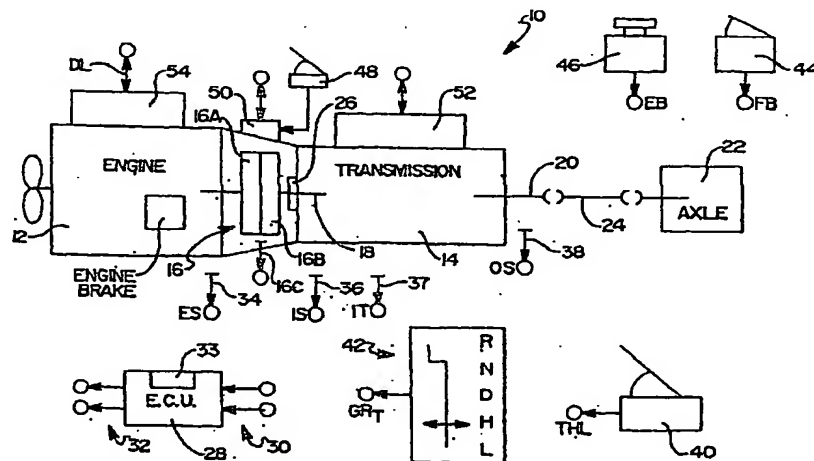 10
DL
54
50
48
16A
26
52
46
EB
44
FB
ENGINE
TRANSMISSION
20
22
AXLE
24
12
ENGINE
BRAKE
16
16B
18
14
16C
34
ES
36
IS
37
IT
38
OS
33
E.C.U.
32
28
30
42
GRT
R
N
D
H
L
THL
40